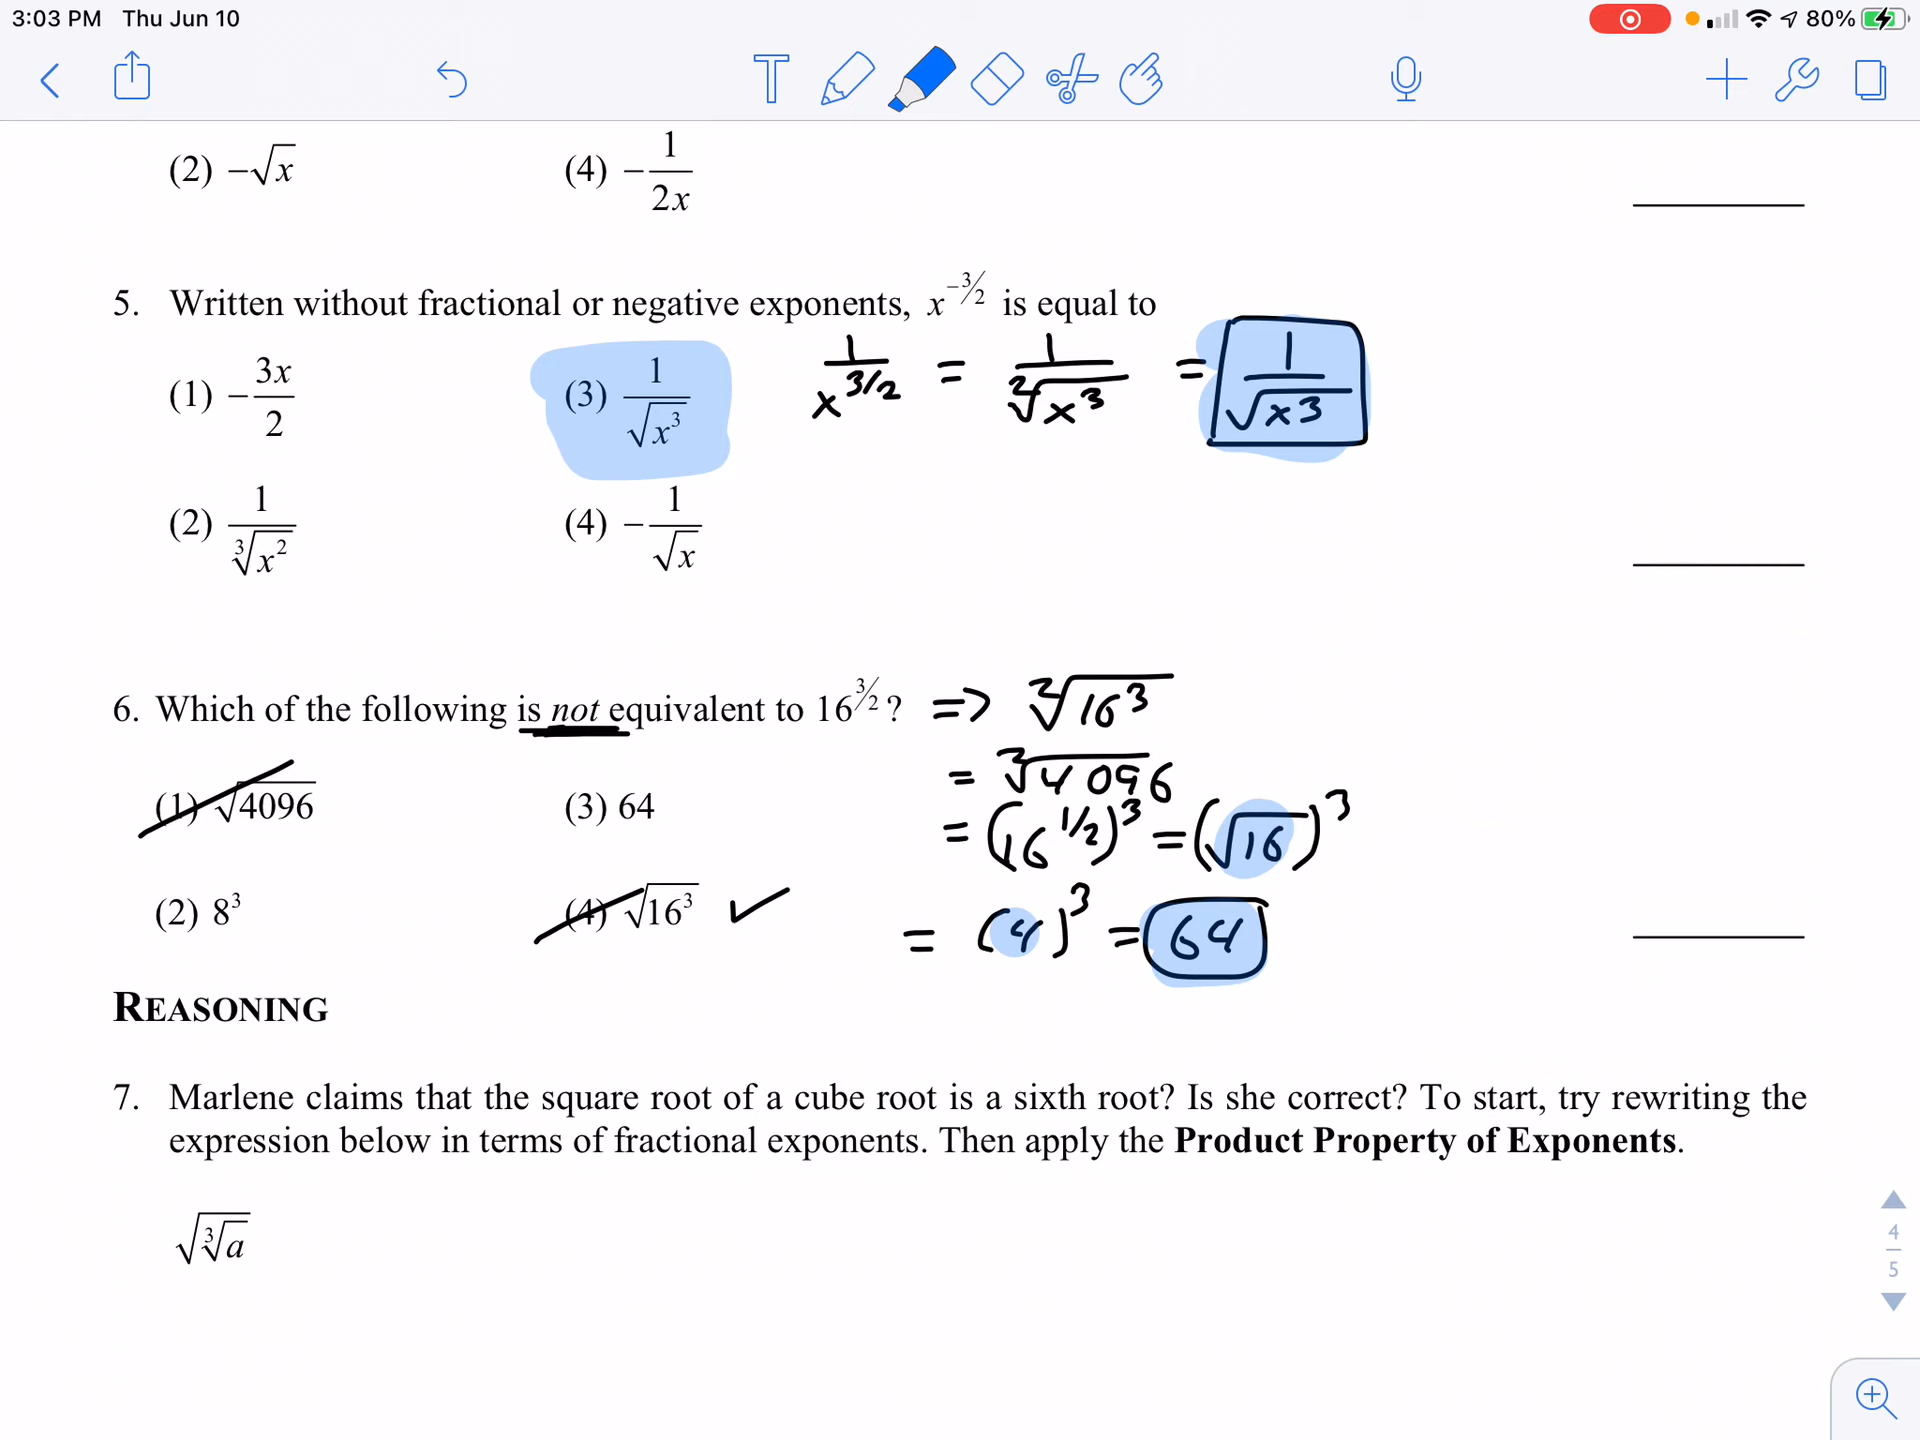 3:03 PM Thu Jun 10 80%
T
(2) −√x (4) −1/(2x)
5. Written without fractional or negative exponents, x^(−3/2) is equal to
(1) −3x/2 (3) 1/√(x³) 1/x^(3/2) = 1/²√(x³) = 1/√(x3)
(2) 1/³√(x²) (4) −1/√x
6. Which of the following is not equivalent to 16^(3/2)? => ²√(16³)
= ²√4096
(1) √4096 (3) 64
= (16^(1/2))³ = (√16)³
(2) 8³ (4) √(16³) ✓
= (4)³ = 64
REASONING
7. Marlene claims that the square root of a cube root is a sixth root? Is she correct? To start, try rewriting the
expression below in terms of fractional exponents. Then apply the Product Property of Exponents.
√(³√a)
4
5